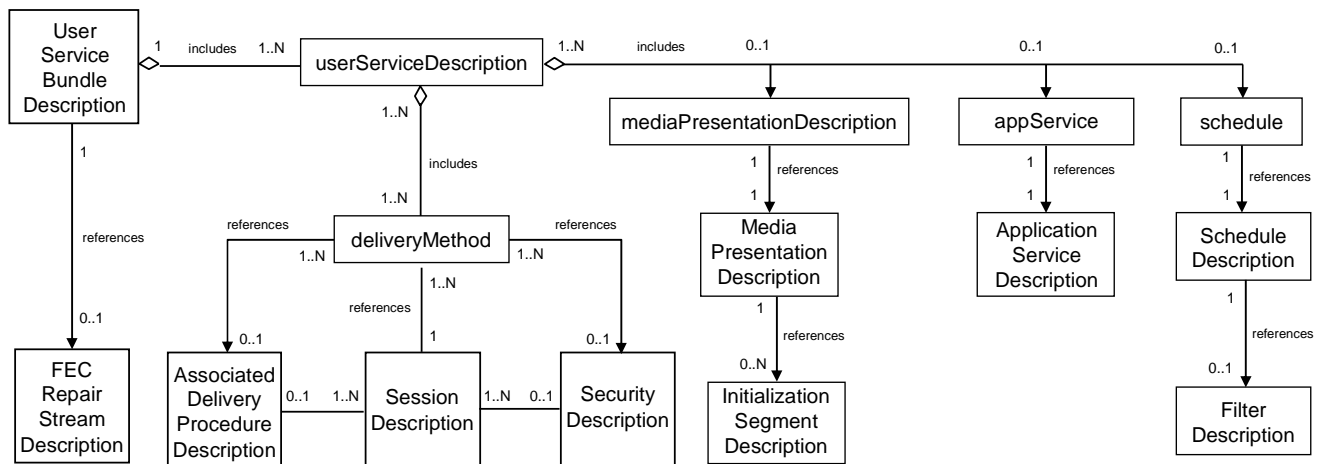 User
Service
Bundle
Description
1
includes
1..N
userServiceDescription
1..N
includes
0..1
0..1
0..1
1..N
includes
1..N
mediaPresentationDescription
appService
schedule
1
references
0..1
1
references
1
1
references
1
1
references
1
references
deliveryMethod
references
1..N
1..N
1..N
references
0..1
1
0..1
Media
Presentation
Description
Application
Service
Description
Schedule
Description
1
references
0..N
1
references
0..1
FEC
Repair
Stream
Description
Associated
Delivery
Procedure
Description
0..1
1..N
Session
Description
1..N
0..1
Security
Description
Initialization
Segment
Description
Filter
Description